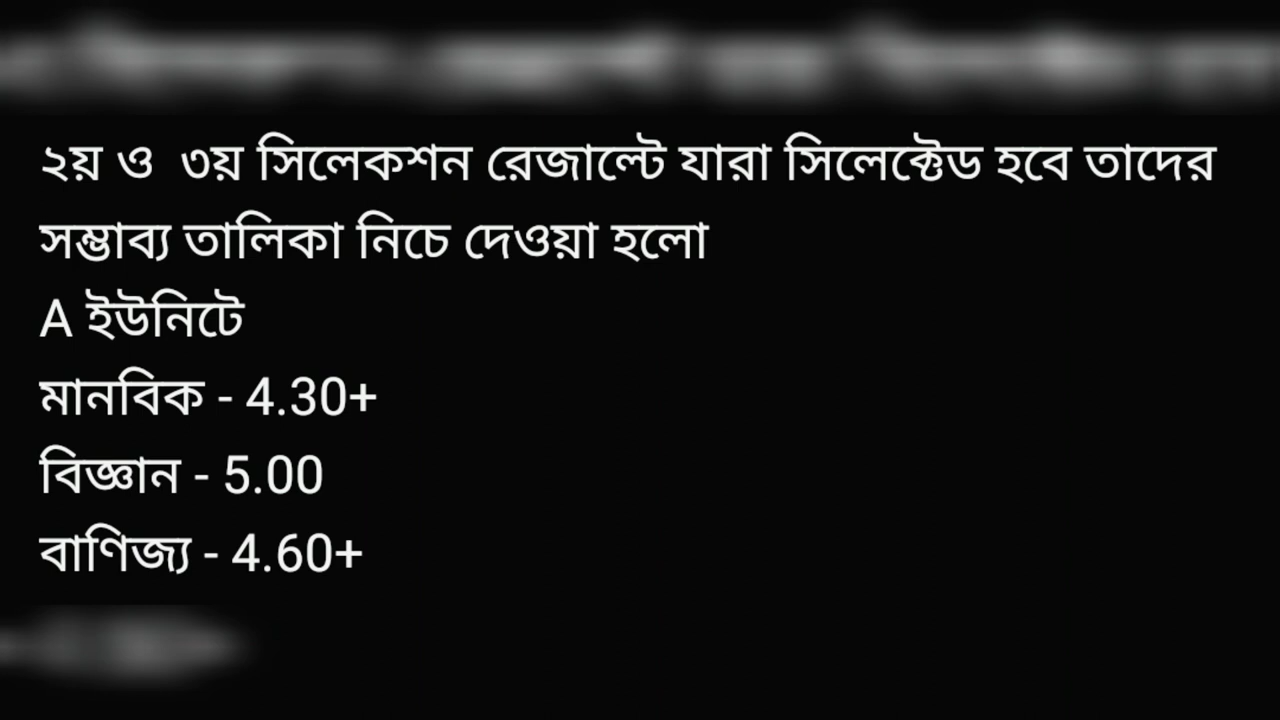 ২য় ও ৩য় সিলেকশন রেজাল্টে যারা সিলেক্টেড হবে তাদের
সম্ভাব্য তালিকা নিচে দেওয়া হলো
A ইউনিটে
মানবিক - 4.30+
বিজ্ঞান - 5.00
বাণিজ্য - 4.60+